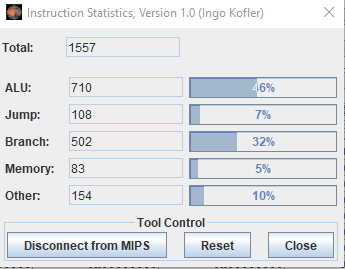 Instruction Statistics, Version 1.0 (Ingo Kofler)
Total: 1557
ALU: 710 46%
Jump: 108 7%
Branch: 502 32%
Memory: 83 5%
Other: 154 10%
Tool Control
Disconnect from MIPS Reset Close